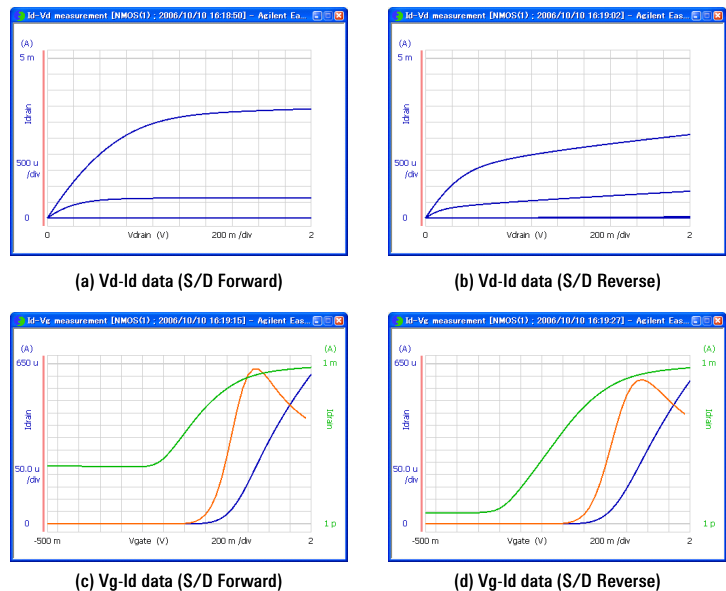 Id-Vd measurement [NMOS(1) ; 2006/10/10 16:18:50] - Agilent Ea...
(A)
5 m
Idrain
500 u
/div
0
0
Vdrain (V)
200 m /div
2
(a) Vd-Id data (S/D Forward)
Id-Vd measurement [NMOS(1) ; 2006/10/10 16:19:02] - Agilent Ea...
(A)
5 m
Idrain
500 u
/div
0
0
Vdrain (V)
200 m /div
2
(b) Vd-Id data (S/D Reverse)
Id-Vg measurement [NMOS(1) ; 2006/10/10 16:19:15] - Agilent Eas...
(A)
(A)
650 u
1 m
Idrain
Idrain
50.0 u
/div
0
1 p
-500 m
Vgate (V)
200 m /div
2
(c) Vg-Id data (S/D Forward)
Id-Vg measurement [NMOS(1) ; 2006/10/10 16:19:27] - Agilent Eas...
(A)
(A)
650 u
1 m
Idrain
Idrain
50.0 u
/div
0
1 p
-500 m
Vgate (V)
200 m /div
2
(d) Vg-Id data (S/D Reverse)